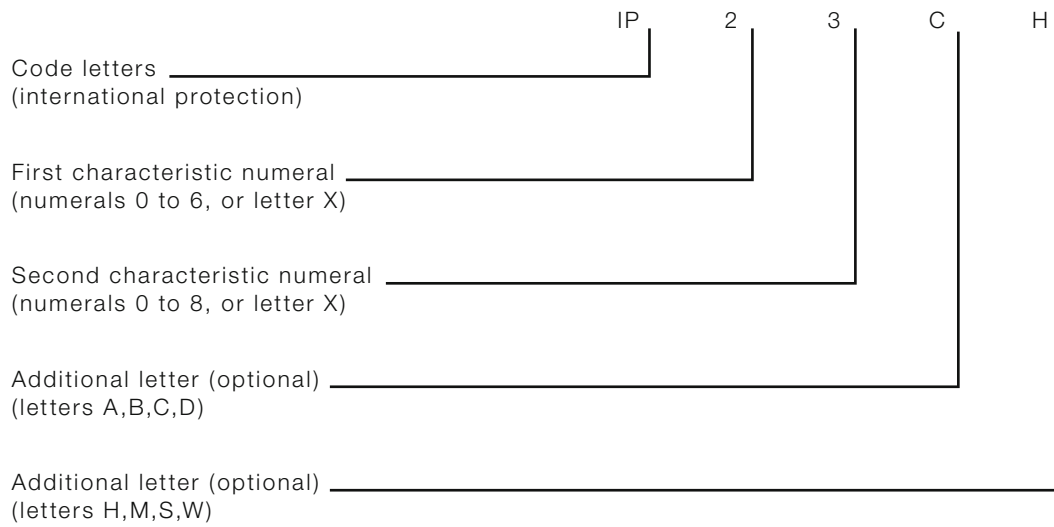 IP 2 3 C H
Code letters
(international protection)
First characteristic numeral
(numerals 0 to 6, or letter X)
Second characteristic numeral
(numerals 0 to 8, or letter X)
Additional letter (optional)
(letters A,B,C,D)
Additional letter (optional)
(letters H,M,S,W)